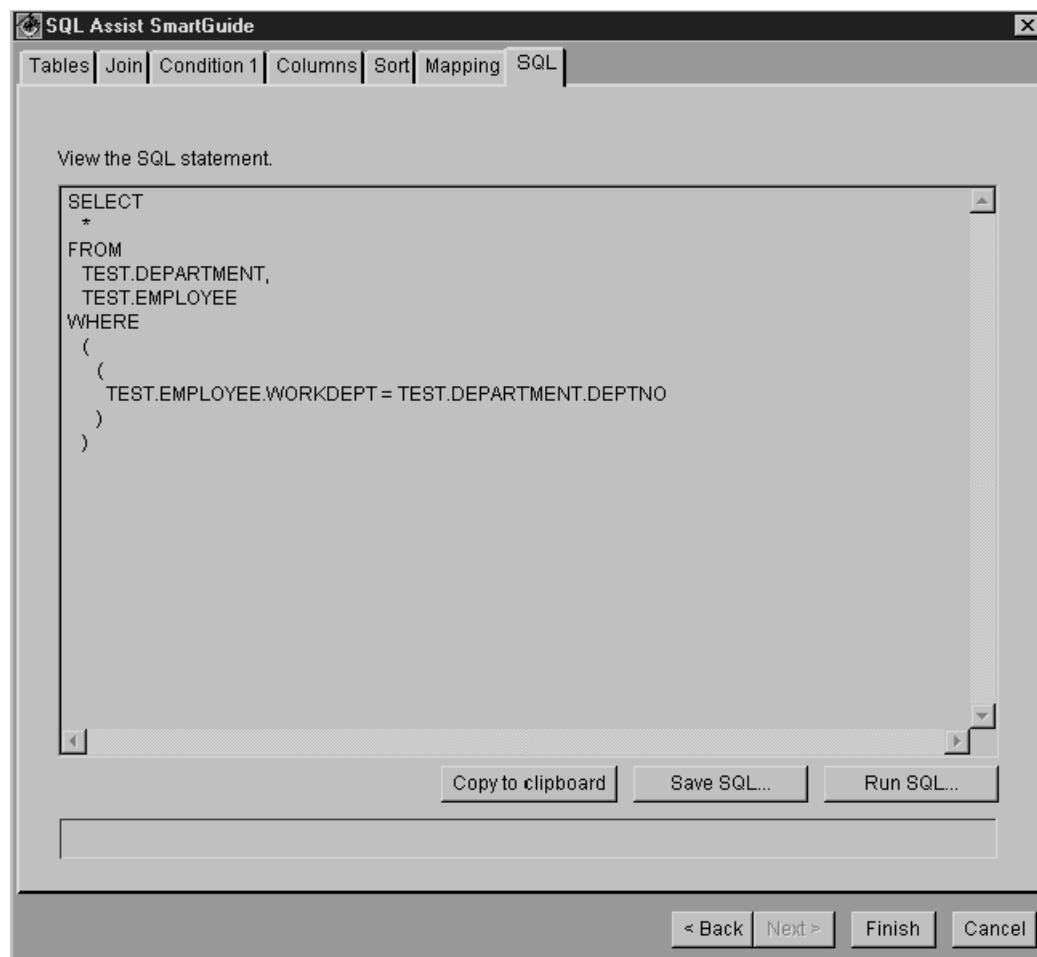 SQL Assist SmartGuide
Tables Join Condition 1 Columns Sort Mapping SQL
View the SQL statement.
SELECT
*
FROM
TEST.DEPARTMENT,
TEST.EMPLOYEE
WHERE
(
(
TEST.EMPLOYEE.WORKDEPT = TEST.DEPARTMENT.DEPTNO
)
)
Copy to clipboard Save SQL... Run SQL...
< Back Next > Finish Cancel